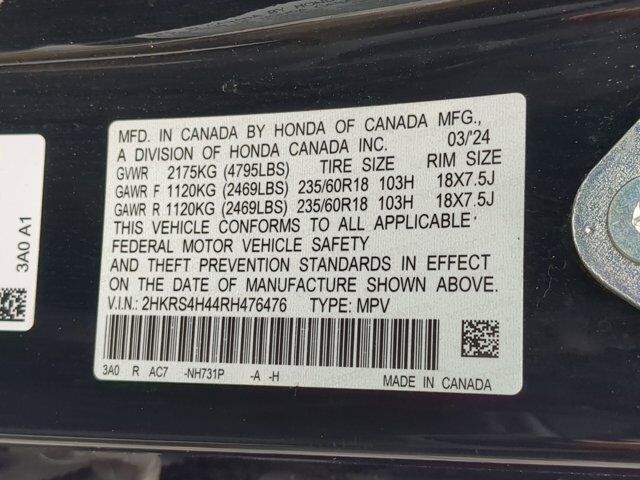 MFD. IN CANADA BY HONDA OF CANADA MFG.,
A DIVISION OF HONDA CANADA INC. 03/'24
GVWR 2175KG (4795LBS) TIRE SIZE RIM SIZE
GAWR F 1120KG (2469LBS) 235/60R18 103H 18X7.5J
GAWR R 1120KG (2469LBS) 235/60R18 103H 18X7.5J
THIS VEHICLE CONFORMS TO ALL APPLICABLE
FEDERAL MOTOR VEHICLE SAFETY
AND THEFT PREVENTION STANDARDS IN EFFECT
ON THE DATE OF MANUFACTURE SHOWN ABOVE.
V.I.N.: 2HKRS4H44RH476476 TYPE: MPV
3A0 R AC7 -NH731P -A -H
MADE IN CANADA
3A0 A1